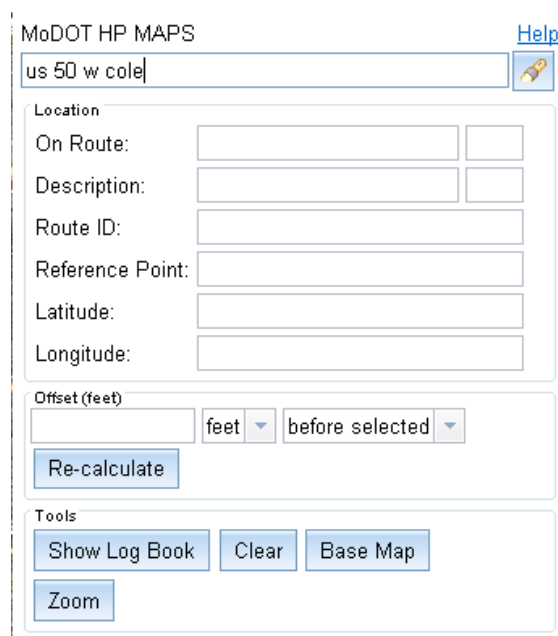 MoDOT HP MAPS Help
us 50 w cole
Location
On Route:
Description:
Route ID:
Reference Point:
Latitude:
Longitude:
Offset (feet)
feet before selected
Re-calculate
Tools
Show Log Book Clear Base Map
Zoom